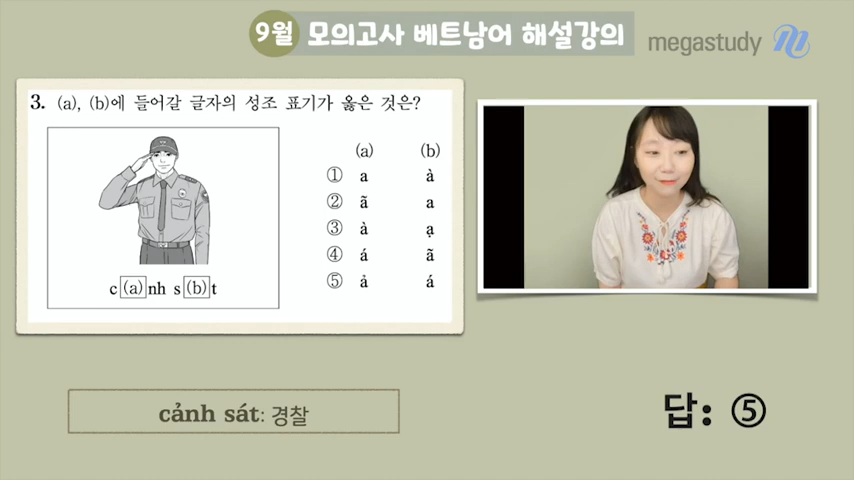 9월 모의고사 베트남어 해설강의
megastudy
3. (a), (b)에 들어갈 글자의 성조 표기가 옳은 것은?
(a) (b)
① a à
② ã a
③ à ạ
④ á ã
⑤ ả á
c (a) nh s (b) t
cảnh sát: 경찰
답: ⑤